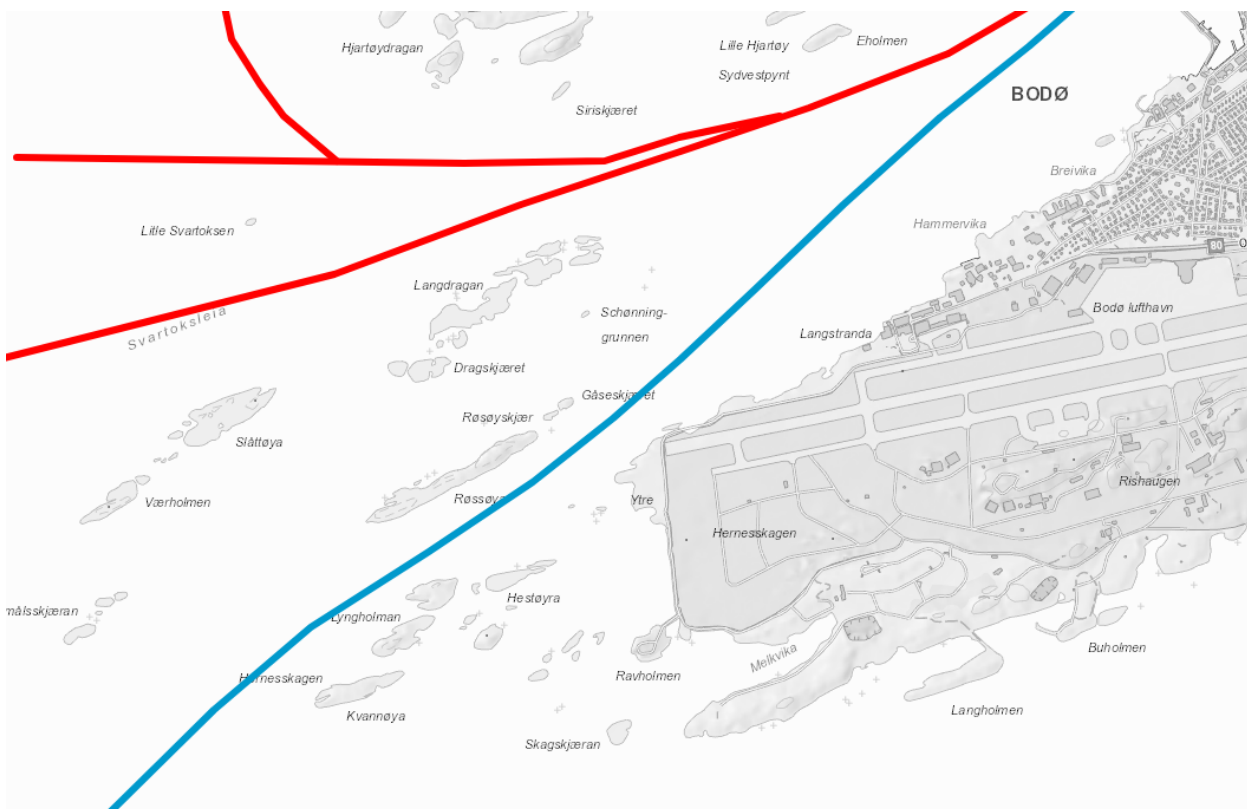 Hjartøydragan
Lille Hjartøy
Eholmen
Sydvestpynt
Siriskjæret
BODØ
Breivika
Hammervika
Litle Svartoksen
80
Langdragan
Schønning-
grunnen
Bodø lufthavn
Langstranda
Svartoksleia
Dragskjæret
Gåseskjæret
Røsøyskjær
Slåttøya
Værholmen
Røssøya
Ytre
Rishaugen
Hernesskagen
målsskjæran
Lyngholman
Hestøyra
Hernesskagen
Ravholmen
Melkvika
Buholmen
Kvannøya
Langholmen
Skagskjæran